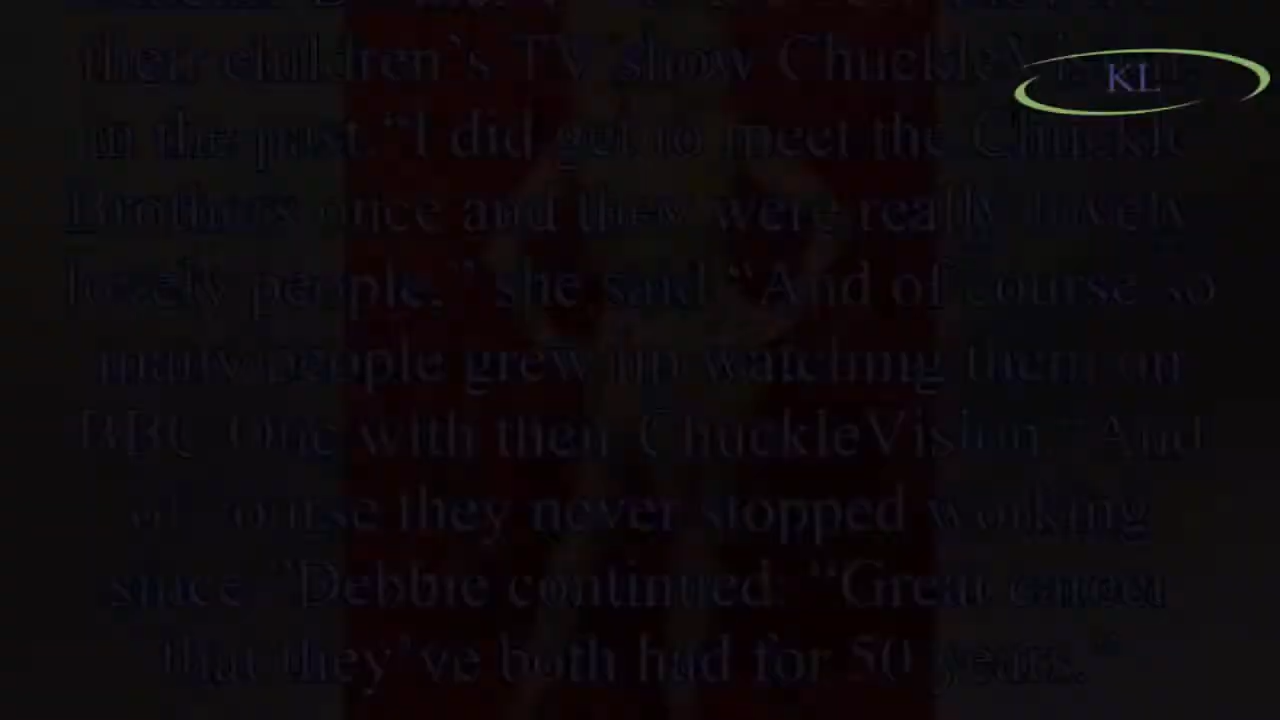 their children's TV show ChuckleVision
in the past. "I did get to meet the Chuckle
Brothers once and they were really lovely
lovely people," she said. "And of course so
many people grew up watching them on
BBC One with their ChuckleVision." "And
of course they never stopped working
since," Debbie continued. "Great career
that they've both had for 50 years."
KL